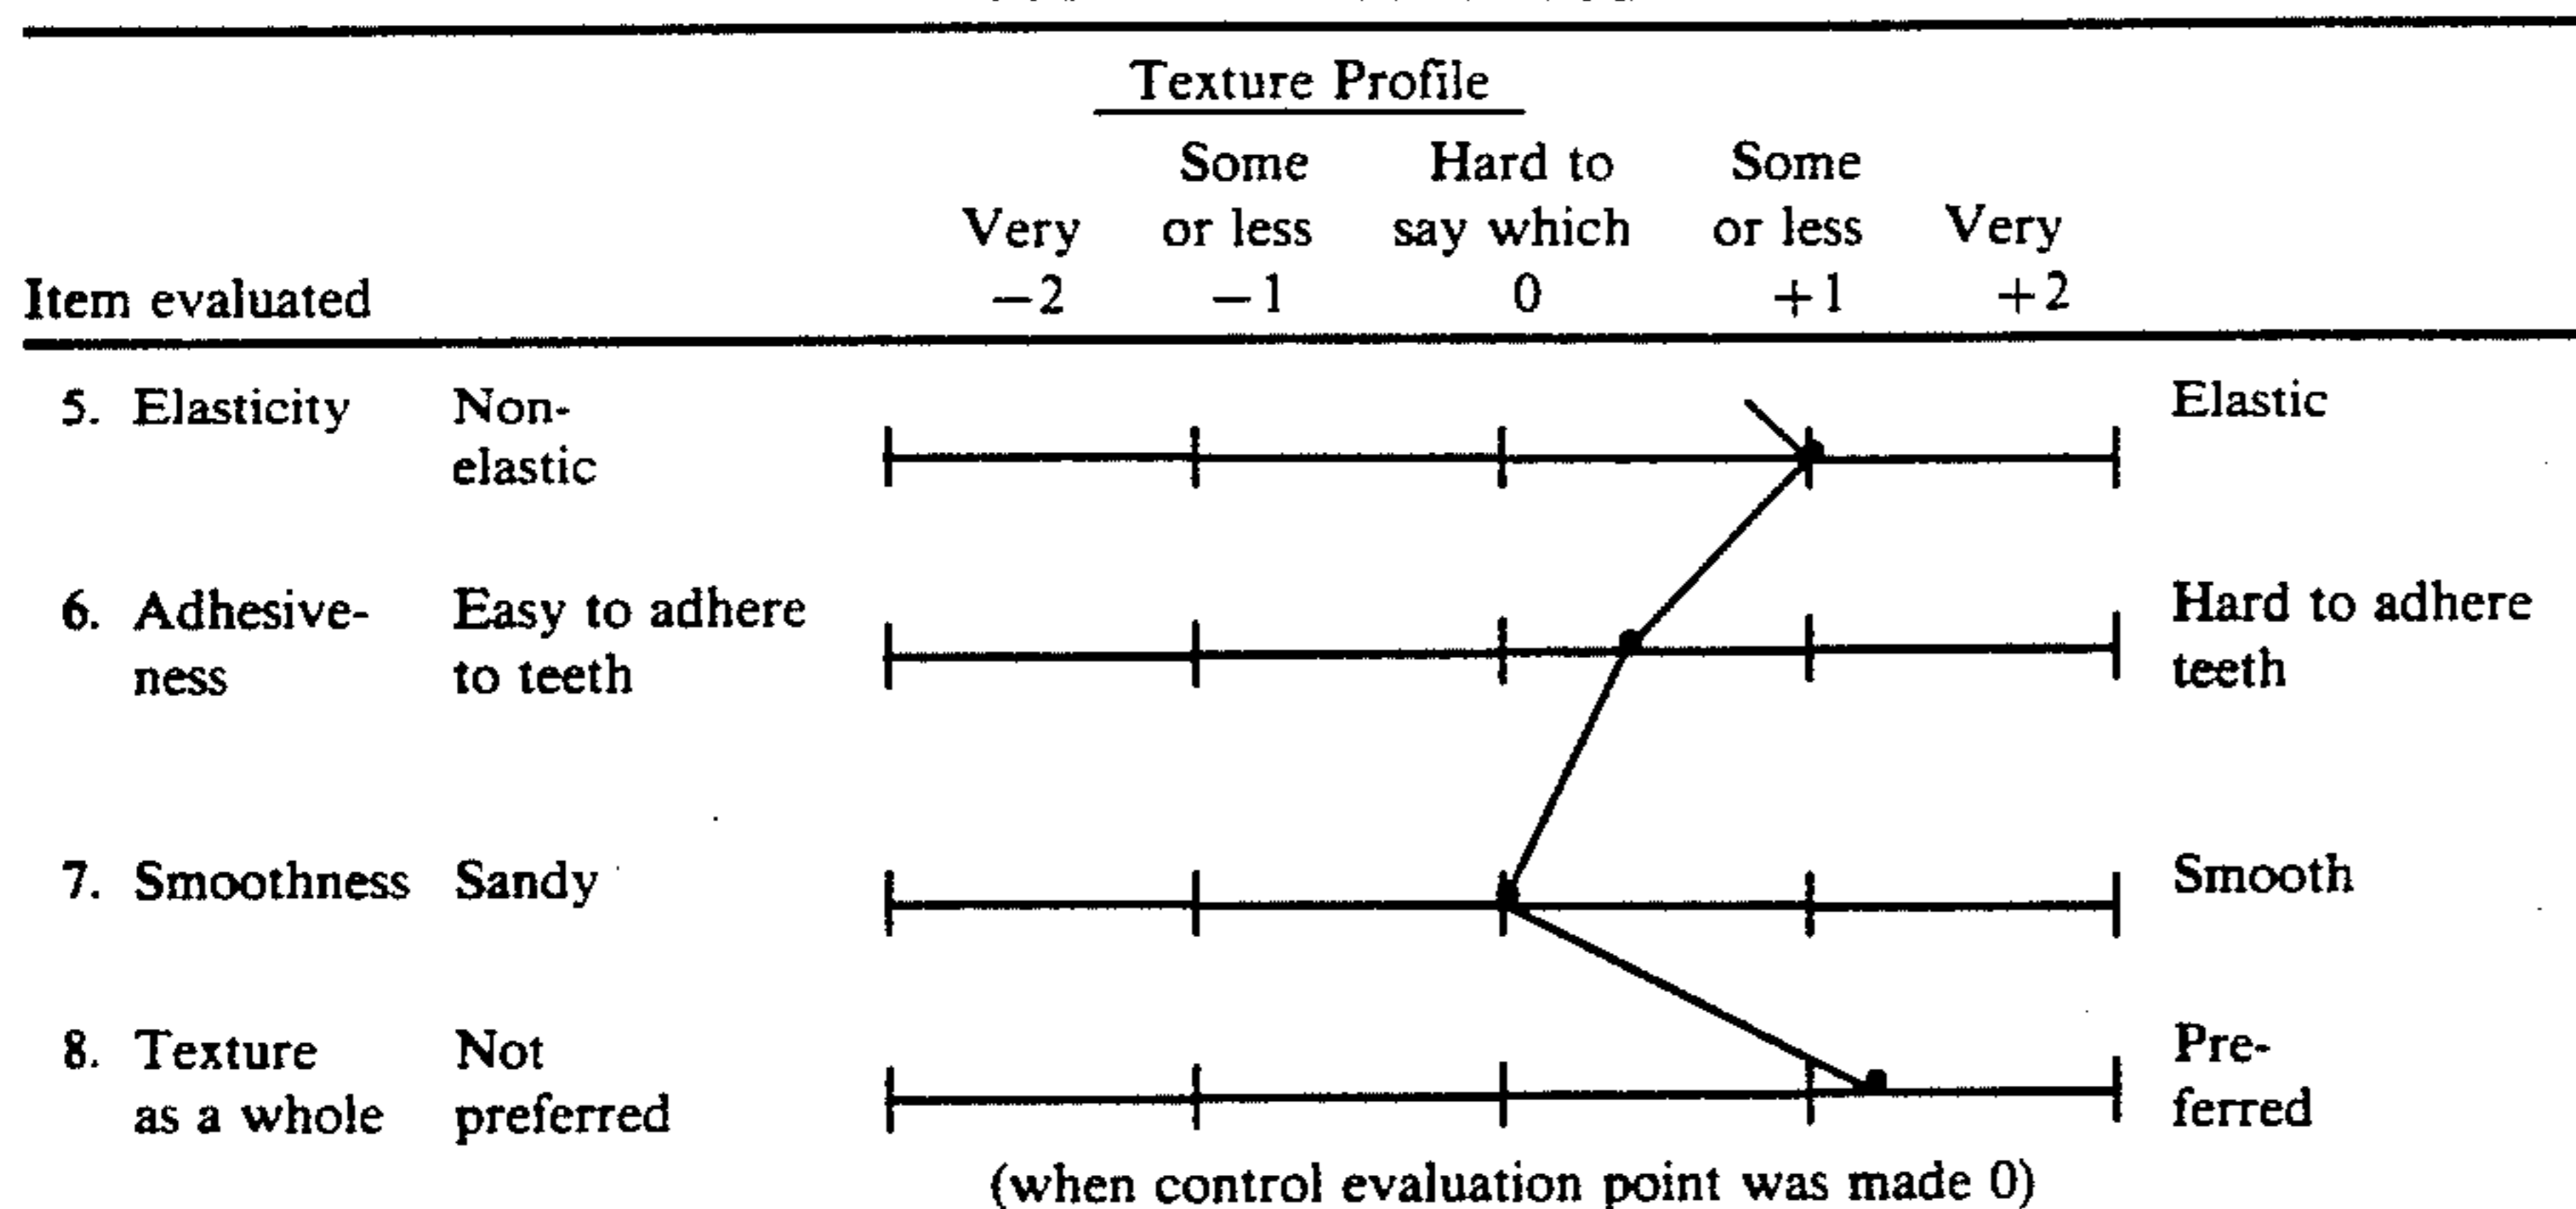 Texture Profile
Some Hard to Some
Very or less say which or less Very
Item evaluated −2 −1 0 +1 +2
5. Elasticity Non- Elastic
elastic
6. Adhesive- Easy to adhere Hard to adhere
ness to teeth teeth
7. Smoothness Sandy Smooth
8. Texture Not Pre-
as a whole preferred ferred
(when control evaluation point was made 0)